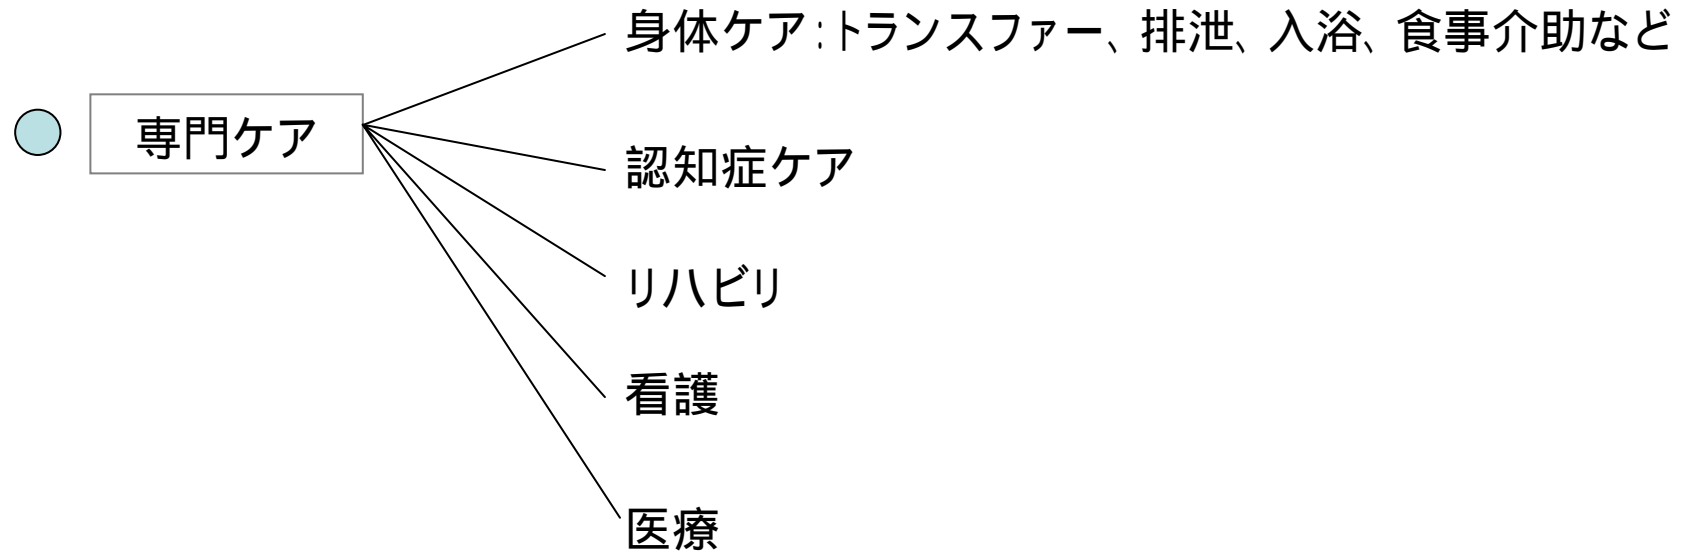 身体ケア：トランスファー、排泄、入浴、食事介助など
専門ケア
認知症ケア
リハビリ
看護
医療